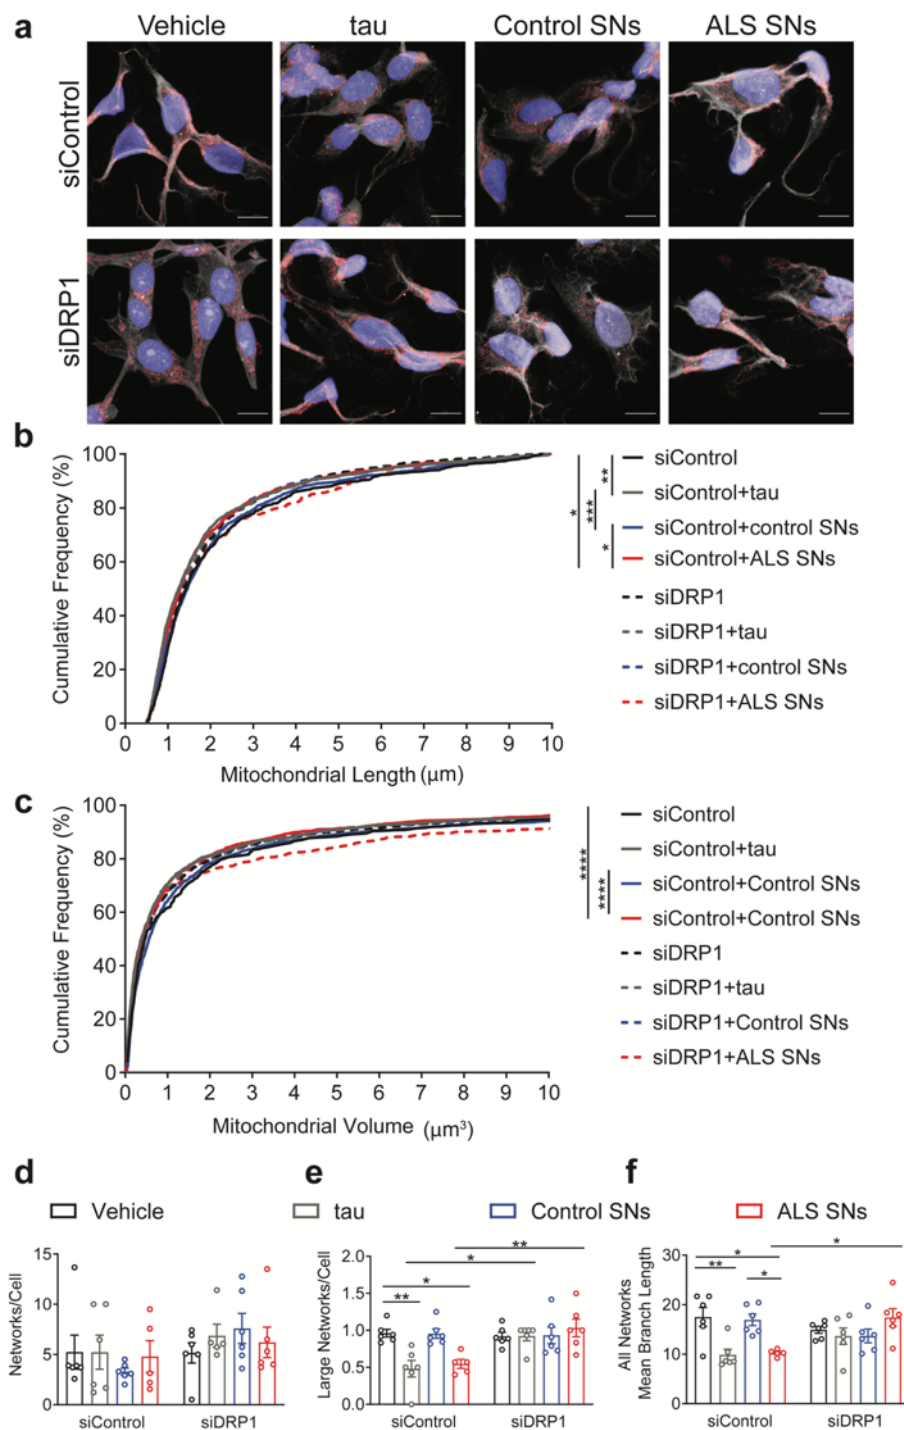 a
Vehicle
tau
Control SNs
ALS SNs
siControl
siDRP1
b
Cumulative Frequency (%)
100
80
60
40
20
0
0 1 2 3 4 5 6 7 8 9 10
Mitochondrial Length (µm)
* *** ** *
siControl
siControl+tau
siControl+control SNs
siControl+ALS SNs
siDRP1
siDRP1+tau
siDRP1+control SNs
siDRP1+ALS SNs
c
Cumulative Frequency (%)
100
80
60
40
20
0
0 1 2 3 4 5 6 7 8 9 10
Mitochondrial Volume (µm³)
**** ****
siControl
siControl+tau
siControl+Control SNs
siControl+Control SNs
siDRP1
siDRP1+tau
siDRP1+Control SNs
siDRP1+ALS SNs
d e f
Vehicle tau Control SNs ALS SNs
Networks/Cell
15
10
5
0
siControl siDRP1
Large Networks/Cell
2.0
1.5
1.0
0.5
0.0
**
*
*
**
siControl siDRP1
All Networks
Mean Branch Length
30
20
10
0
*
*
**
*
siControl siDRP1